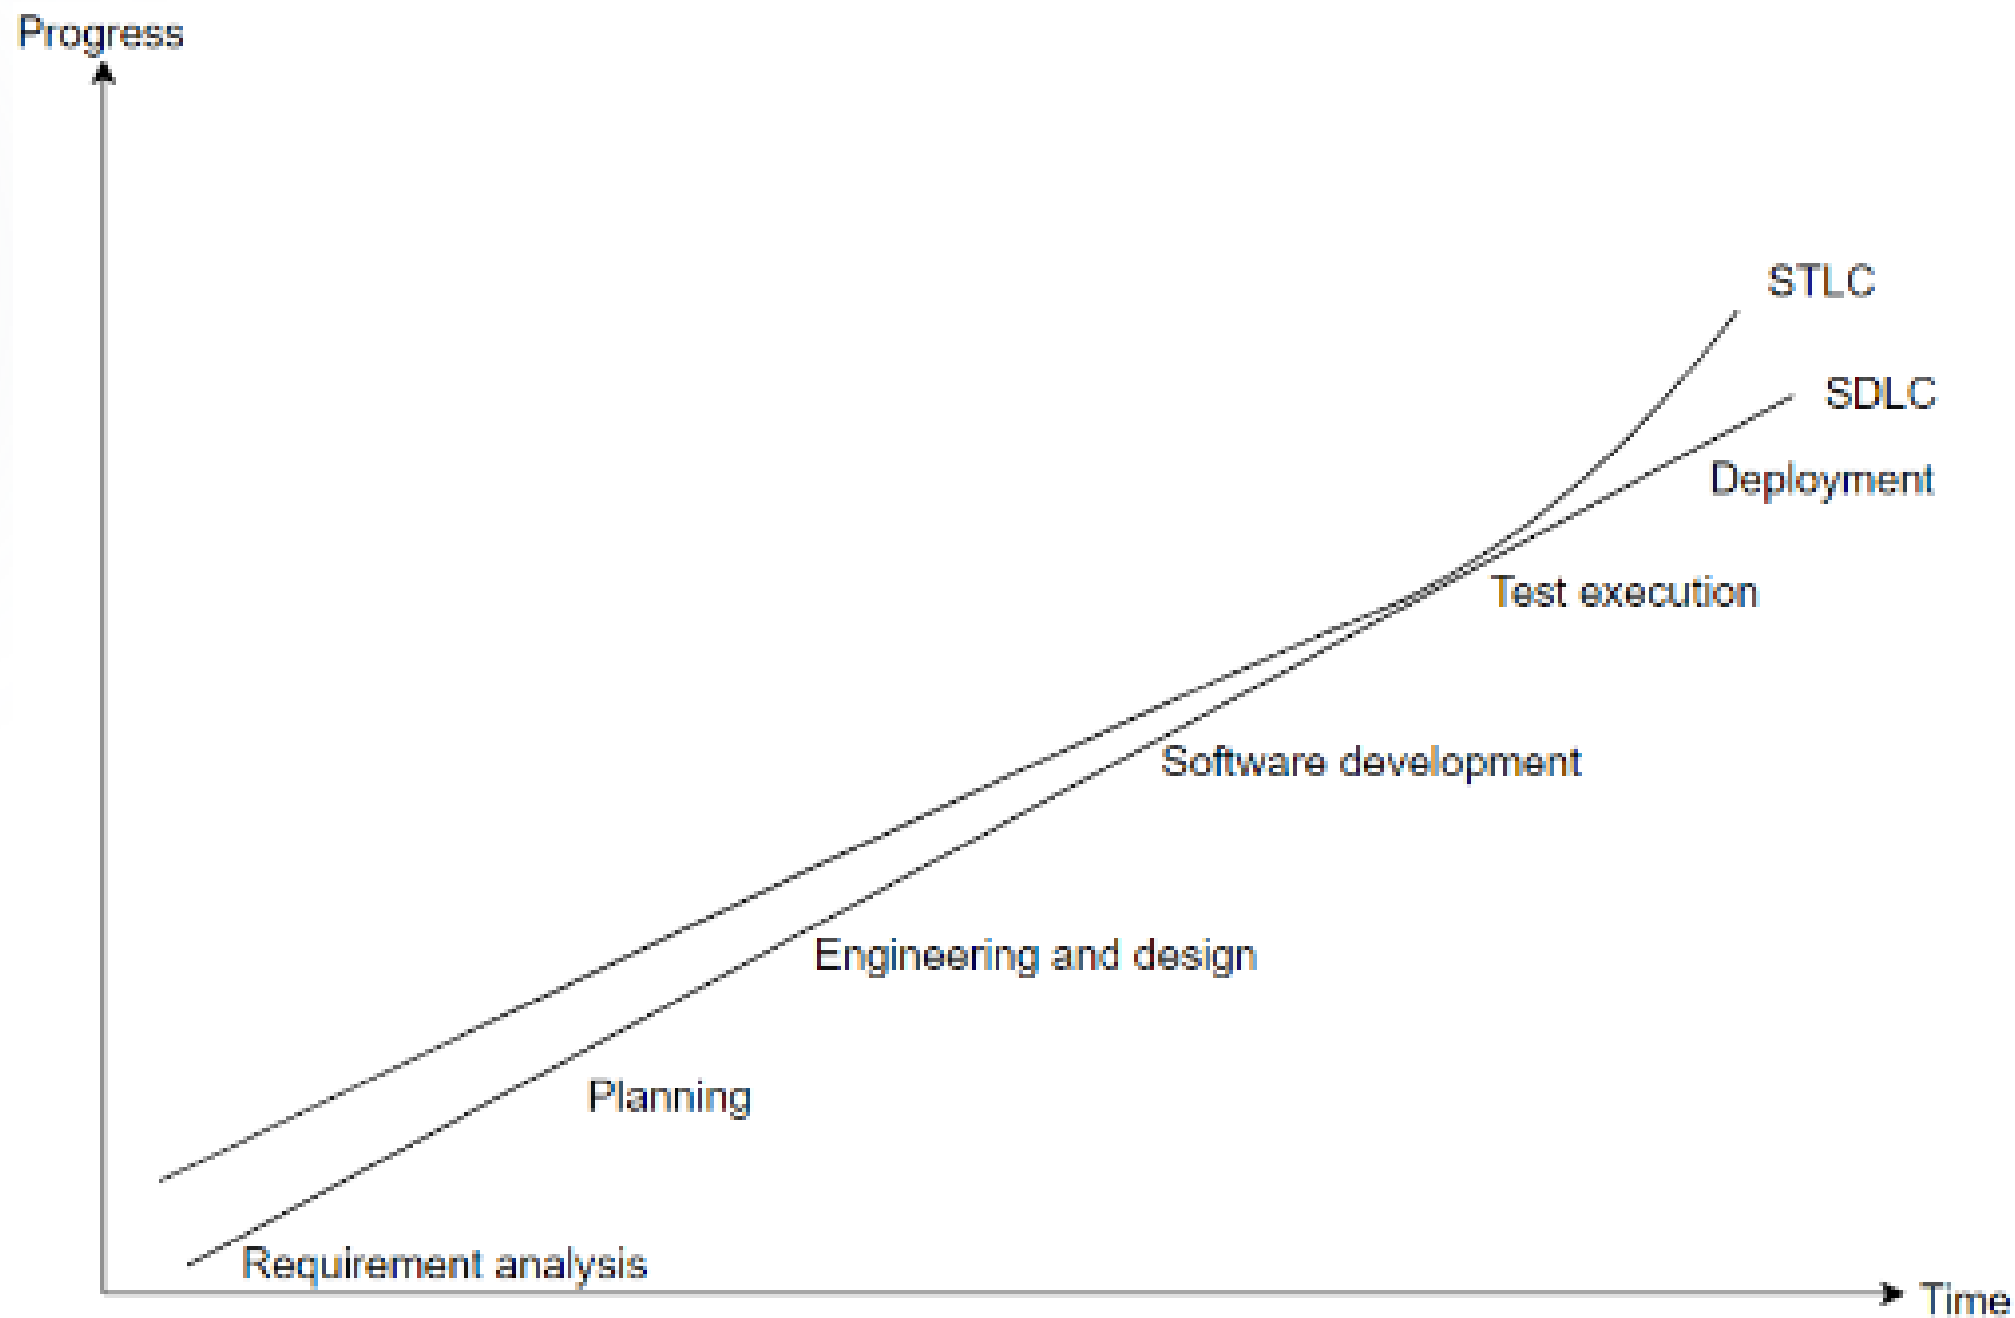 Progress
STLC
SDLC
Deployment
Test execution
Software development
Engineering and design
Planning
Requirement analysis
Time